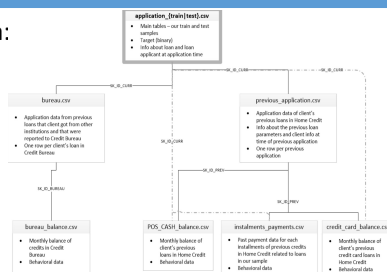 :
application_{train|test}.csv
• Main tables – our train and test
samples
• Target (binary)
• Info about loan and loan
applicant at application time
SK_ID_CURR
SK_ID_CURR
SK_ID_CURR
bureau.csv
• Application data from previous
loans that client got from other
institutions and that were
reported to Credit Bureau
• One row per client's loan in
Credit Bureau
previous_application.csv
• Application data of client's
previous loans in Home Credit
• Info about the previous loan
parameters and client info at
time of previous application
• One row per previous
application
SK_ID_CURR
SK_ID_PREV
SK_ID_BUREAU
SK_ID_PREV
bureau_balance.csv
• Monthly balance of
credits in Credit
Bureau
• Behavioral data
POS_CASH_balance.csv
• Monthly balance of
client's previous
loans in Home Credit
• Behavioral data
instalments_payments.csv
• Past payment data for each
installments of previous credits
in Home Credit related to loans
in our sample
• Behavioral data
credit_card_balance.cs
• Monthly balance of
client's previous
credit card loans in
Home Credit
• Behavioral data